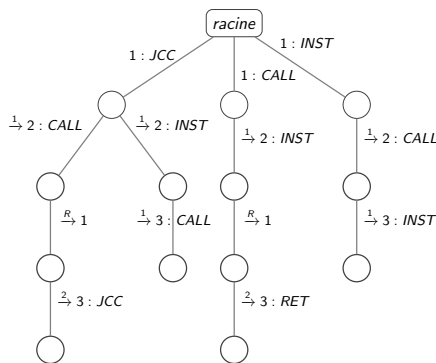 racine
1 : JCC
1 : CALL
1 : INST
1→ 2 : CALL
1→ 2 : INST
1→ 2 : INST
1→ 2 : CALL
R→ 1
1→ 3 : CALL
R→ 1
1→ 3 : INST
2→ 3 : JCC
2→ 3 : RET